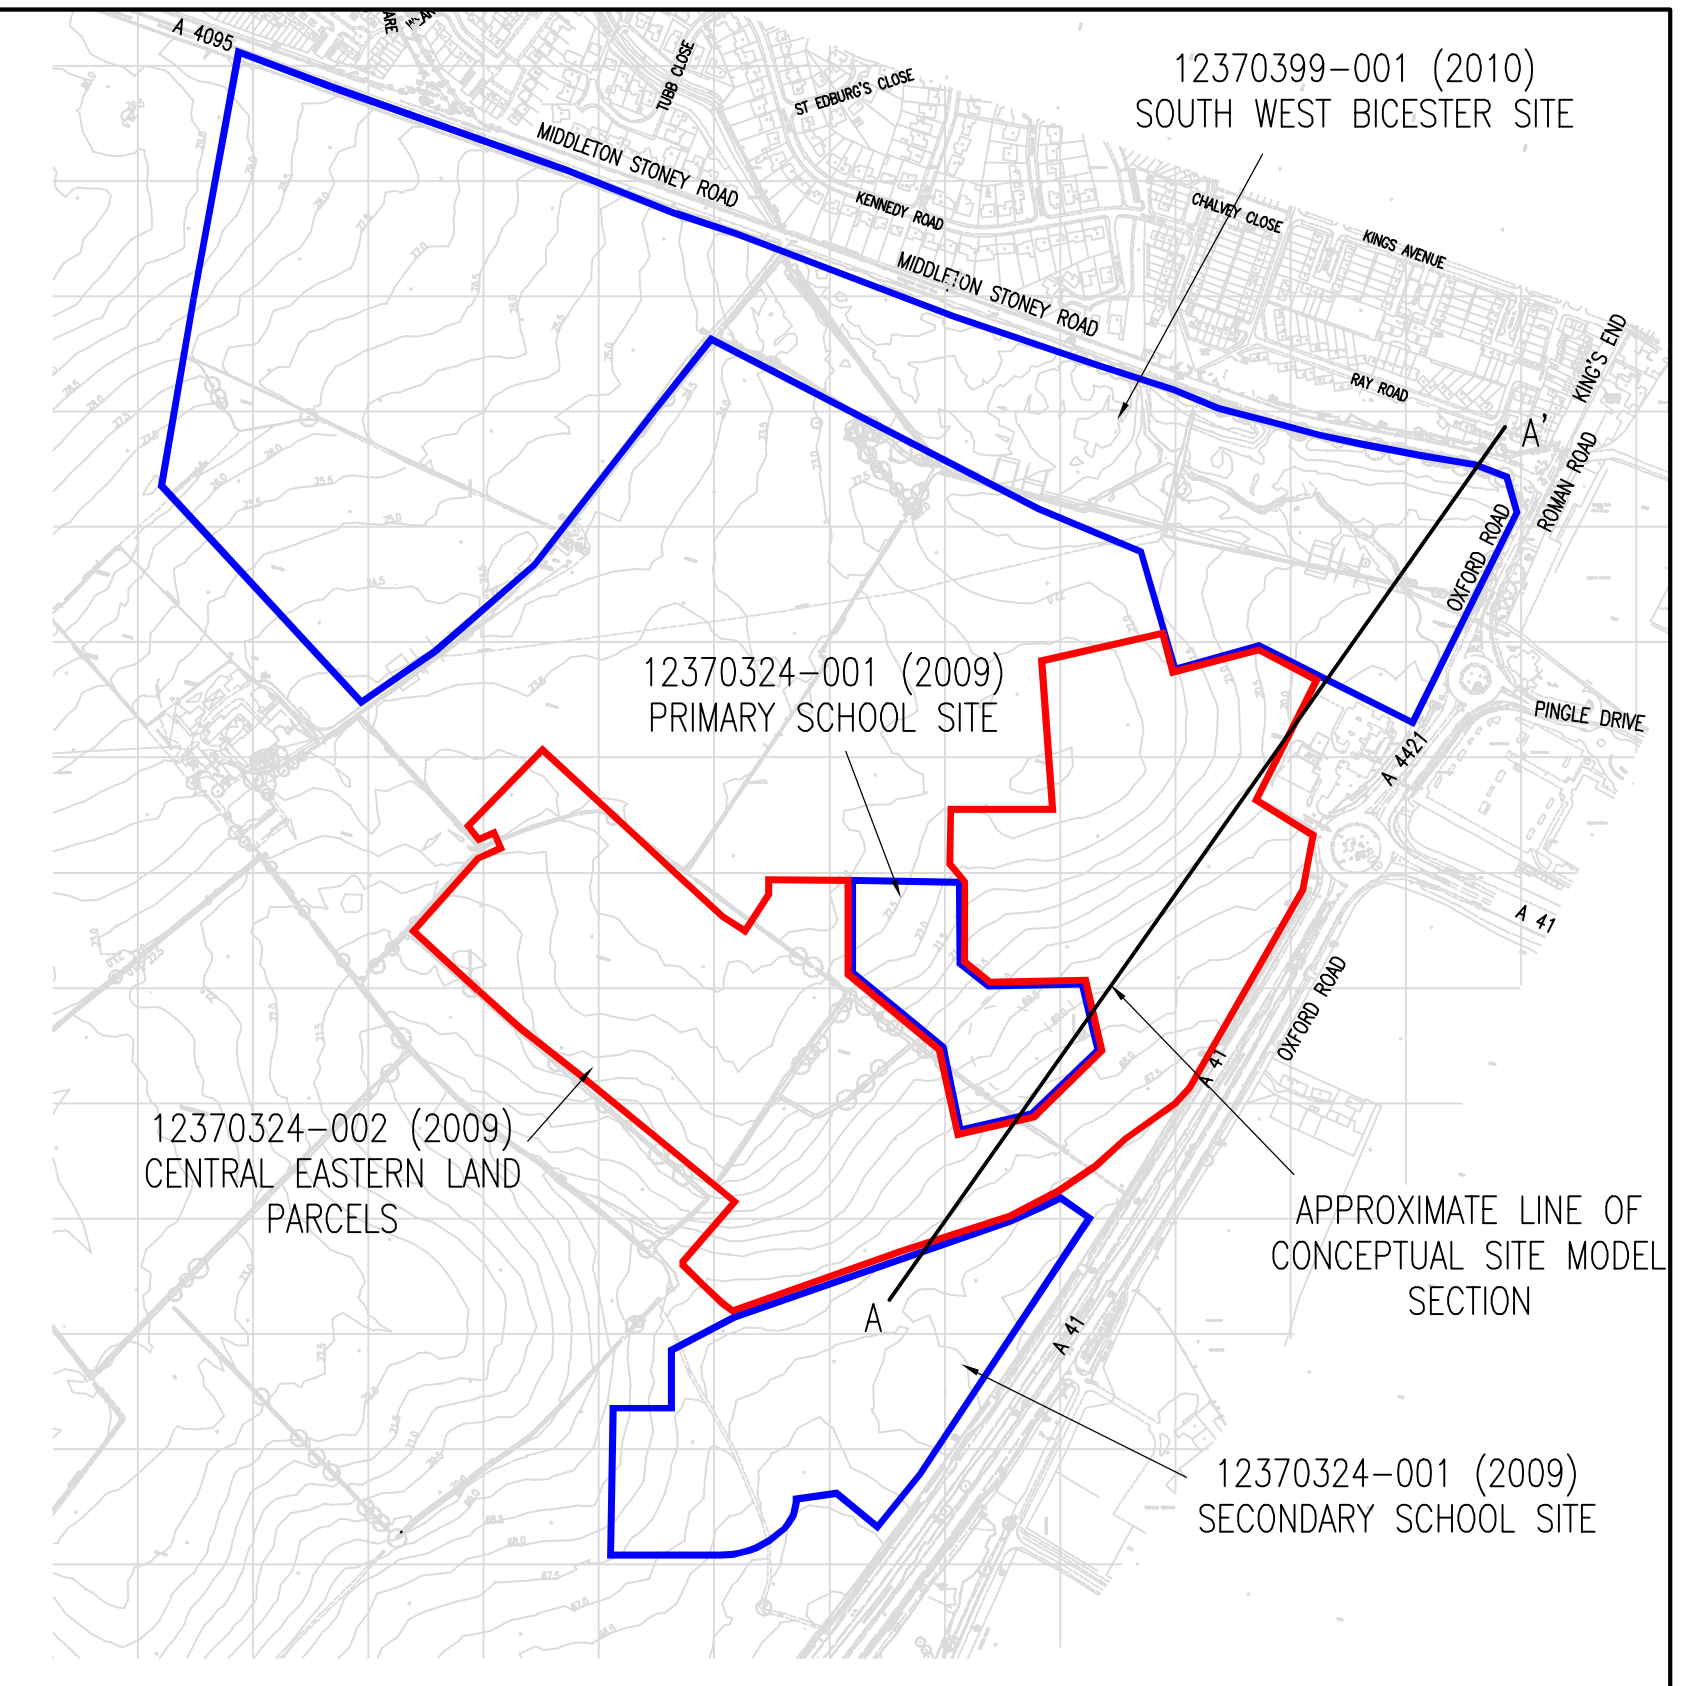 A 4095
TUBB CLOSE
ST EDBURG'S CLOSE
12370399-001 (2010)
SOUTH WEST BICESTER SITE
MIDDLETON STONEY ROAD
KENNEDY ROAD
CHALVEY CLOSE
KINGS AVENUE
MIDDLETON STONEY ROAD
RAY ROAD
KING'S END
A'
ROMAN ROAD
OXFORD ROAD
12370324-001 (2009)
PRIMARY SCHOOL SITE
PINGLE DRIVE
A 4421
A 41
OXFORD ROAD
A 41
12370324-002 (2009)
CENTRAL EASTERN LAND
PARCELS
APPROXIMATE LINE OF
CONCEPTUAL SITE MODEL
SECTION
A
A 41
12370324-001 (2009)
SECONDARY SCHOOL SITE